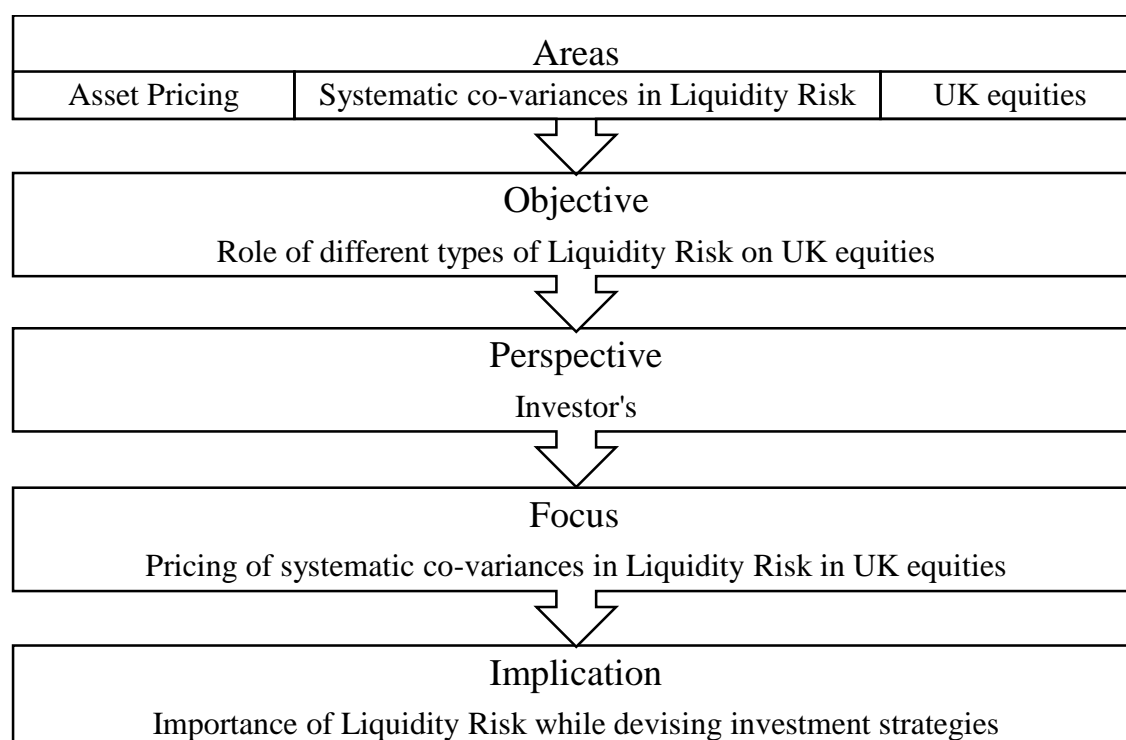 Areas
Asset Pricing Systematic co-variances in Liquidity Risk UK equities
Objective
Role of different types of Liquidity Risk on UK equities
Perspective
Investor's
Focus
Pricing of systematic co-variances in Liquidity Risk in UK equities
Implication
Importance of Liquidity Risk while devising investment strategies